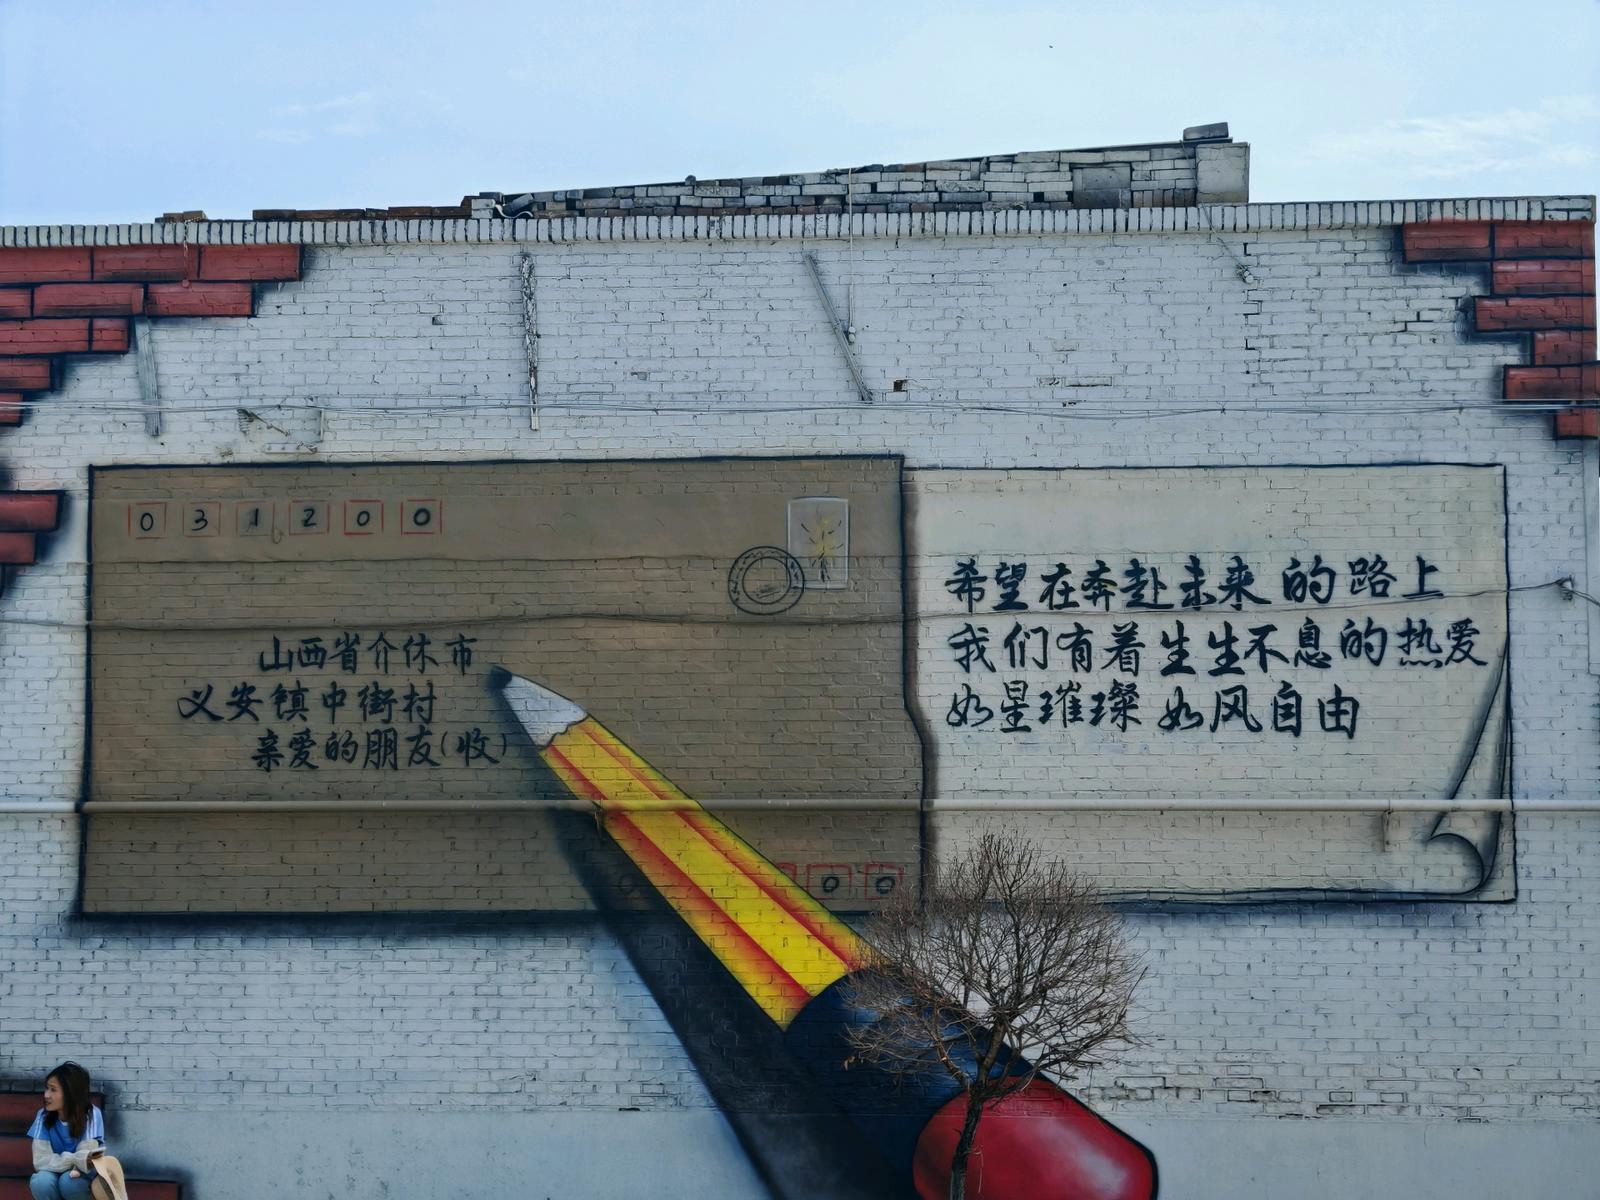 031200
山西省介休市
义安镇中街村
亲爱的朋友(收)
00
希望在奔赴未来的路上
我们有着生生不息的热爱
如星璀璨 如风自由